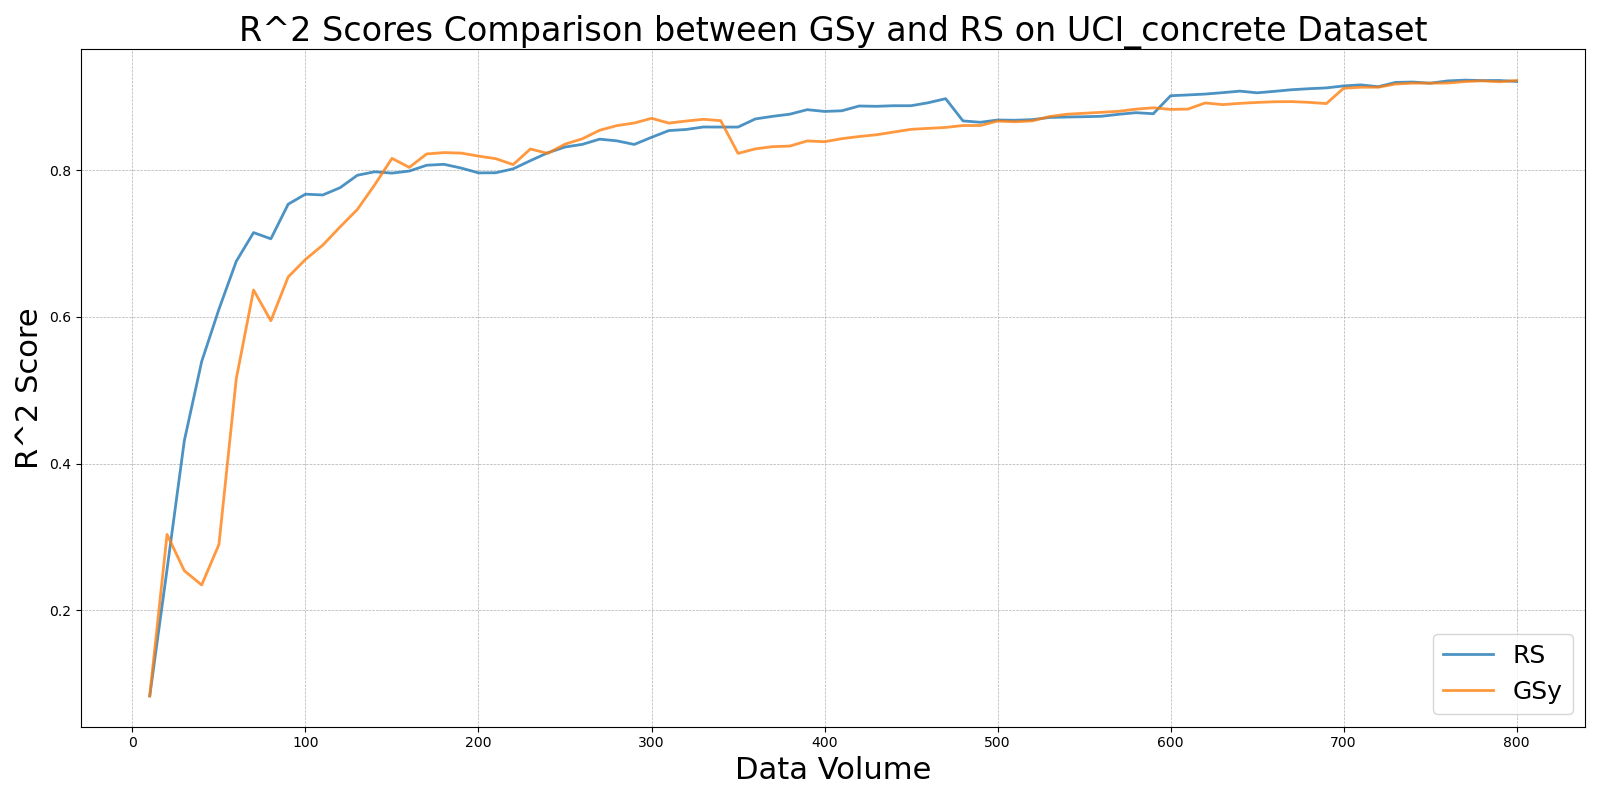 R^2 Scores Comparison between GSy and RS on UCI_concrete Dataset
R^2 Score
0.8
0.6
0.4
0.2
0 100 200 300 400 500 600 700 800
Data Volume
RS
GSy